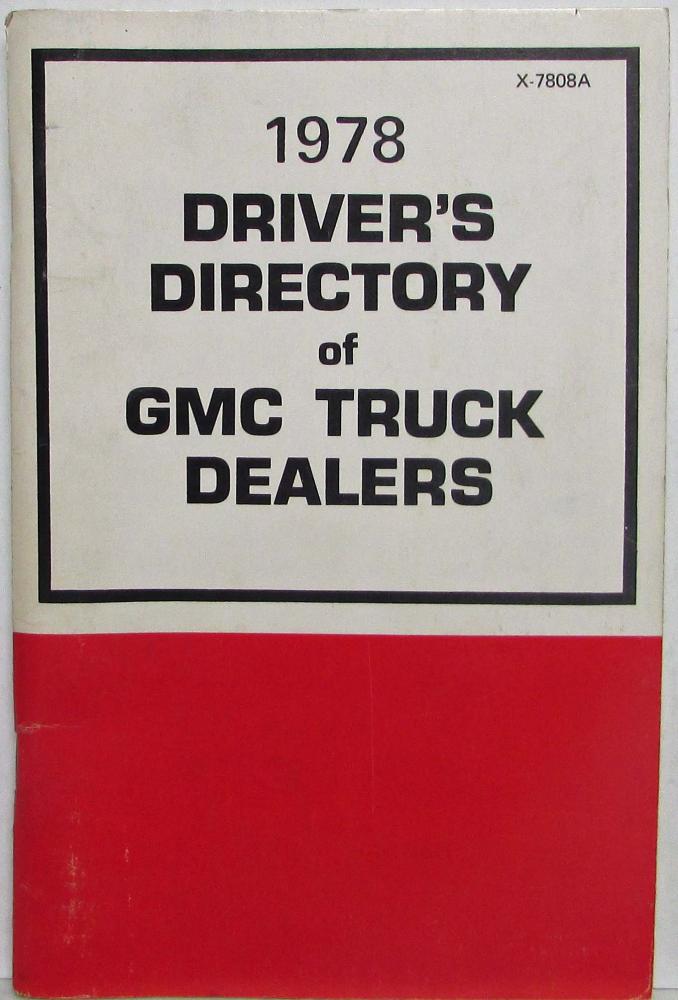 X-7808A
1978
DRIVER'S
DIRECTORY
of
GMC TRUCK
DEALERS